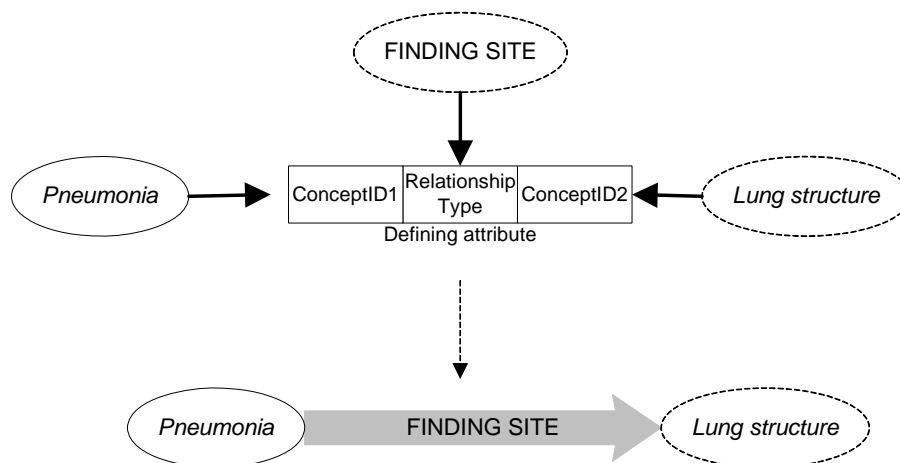 FINDING SITE
Pneumonia
ConceptID1
Relationship
Type
ConceptID2
Lung structure
Defining attribute
Pneumonia
FINDING SITE
Lung structure